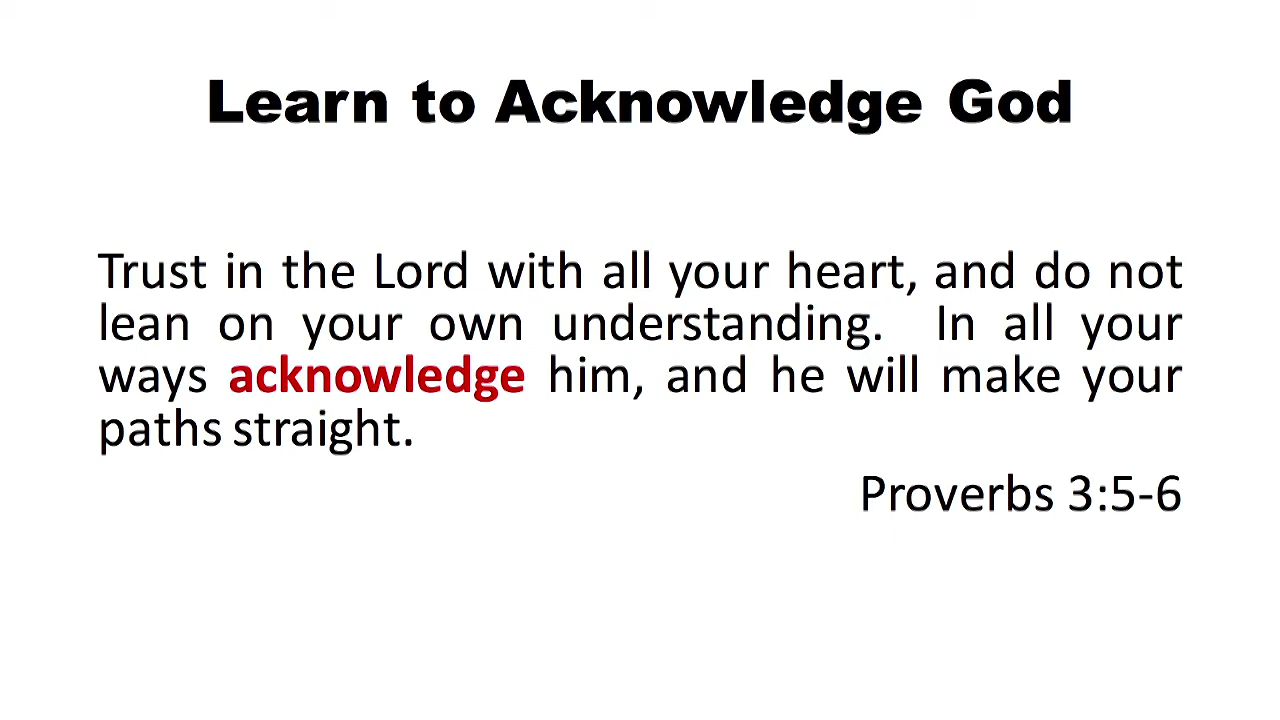 Learn to Acknowledge God
Trust in the Lord with all your heart, and do not
lean on your own understanding.  In all your
ways acknowledge him, and he will make your
paths straight.
Proverbs 3:5-6